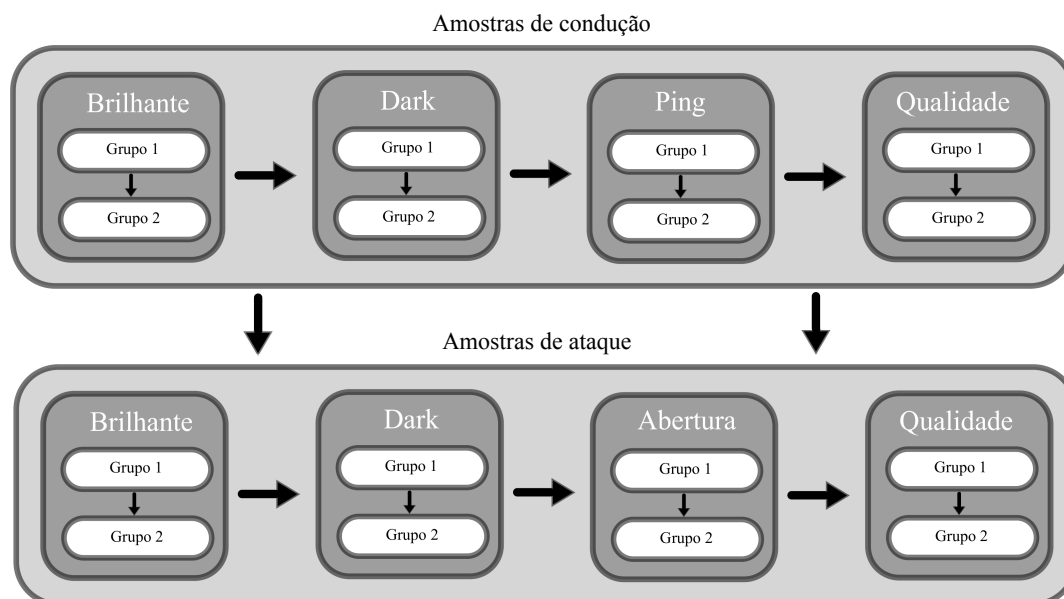 Amostras de condução
Brilhante
Grupo 1
Grupo 2
Dark
Grupo 1
Grupo 2
Ping
Grupo 1
Grupo 2
Qualidade
Grupo 1
Grupo 2
Amostras de ataque
Brilhante
Grupo 1
Grupo 2
Dark
Grupo 1
Grupo 2
Abertura
Grupo 1
Grupo 2
Qualidade
Grupo 1
Grupo 2